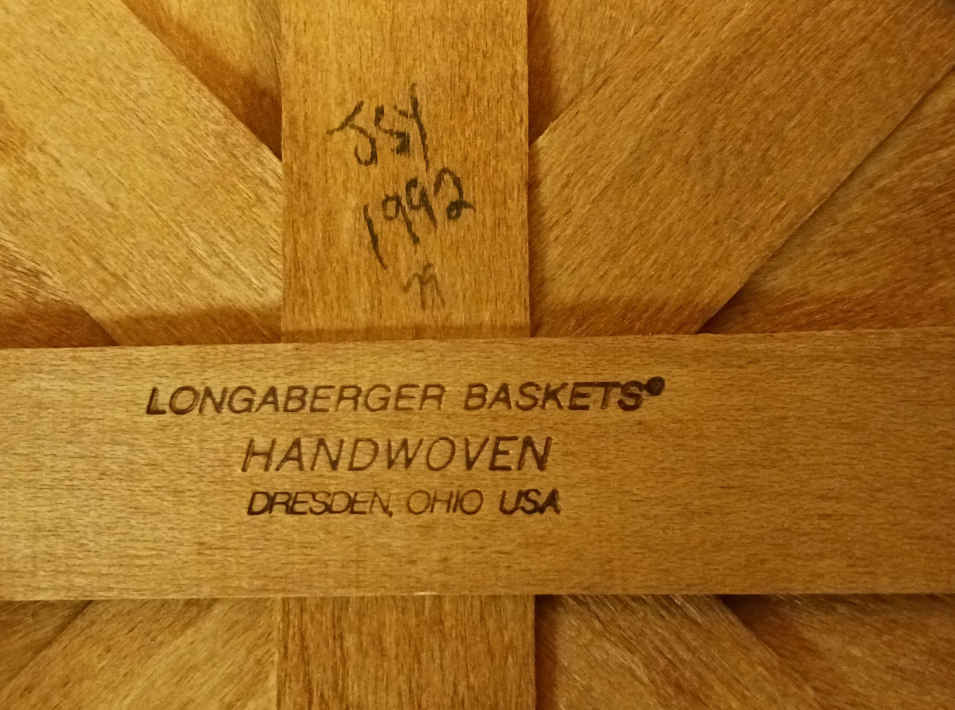 JSY
1992
LONGABERGER BASKETS®
HANDWOVEN
DRESDEN, OHIO USA